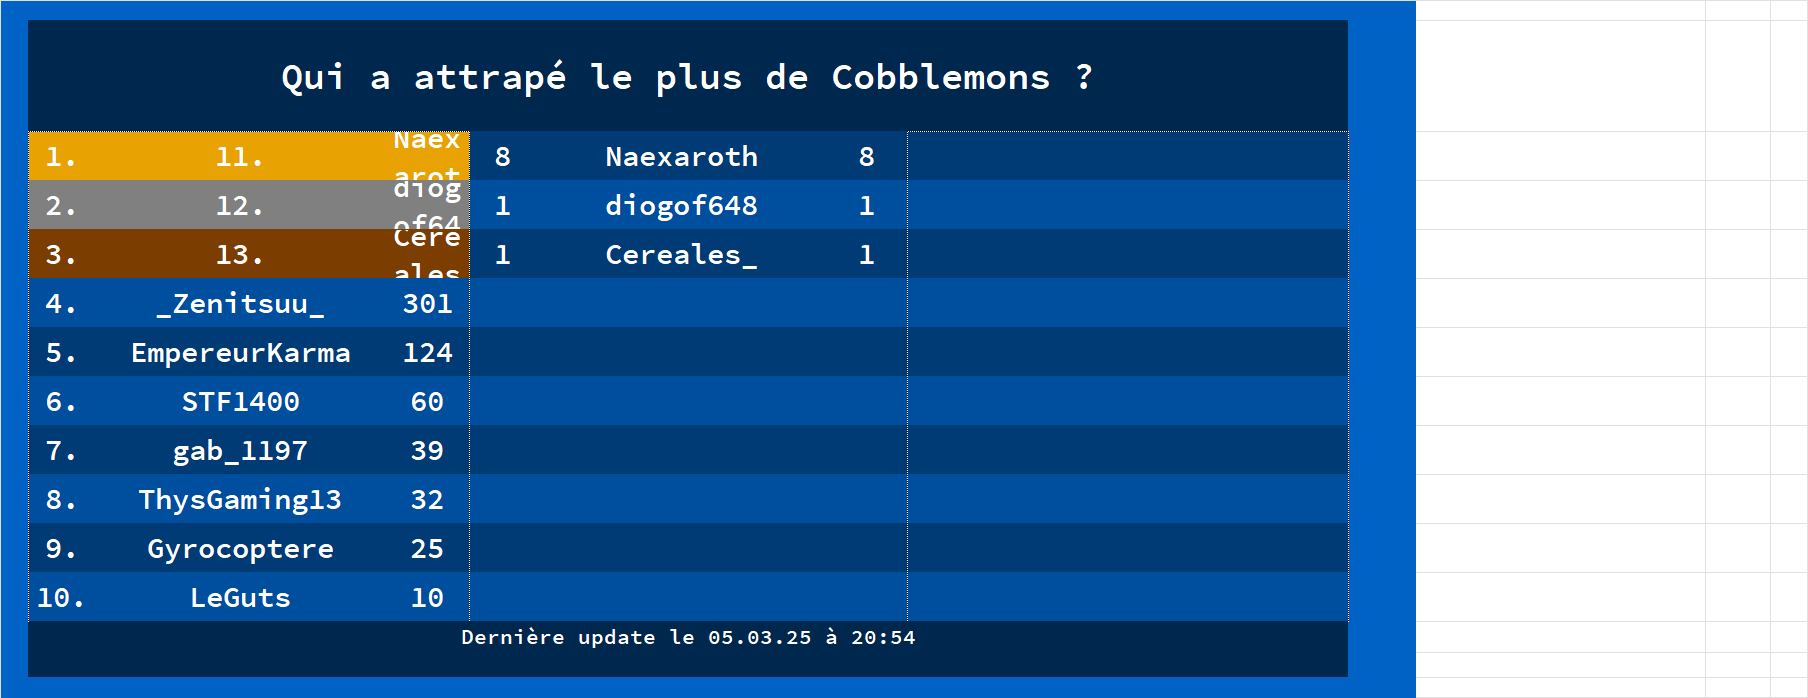 Qui a attrapé le plus de Cobblemons ?
1. 11. Naex 8 Naxaroth 8
arot
2. 12. diog 1 diogof648 1
of64
3. 13. Cere 1 Cereales_ 1
ales
4. _Zenitsuu_ 301
5. EmpereurKarma 124
6. STF1400 60
7. gab_1197 39
8. ThysGaming13 32
9. Gyrocoptere 25
10. LeGuts 10
Dernière update le 05.03.25 à 20:54